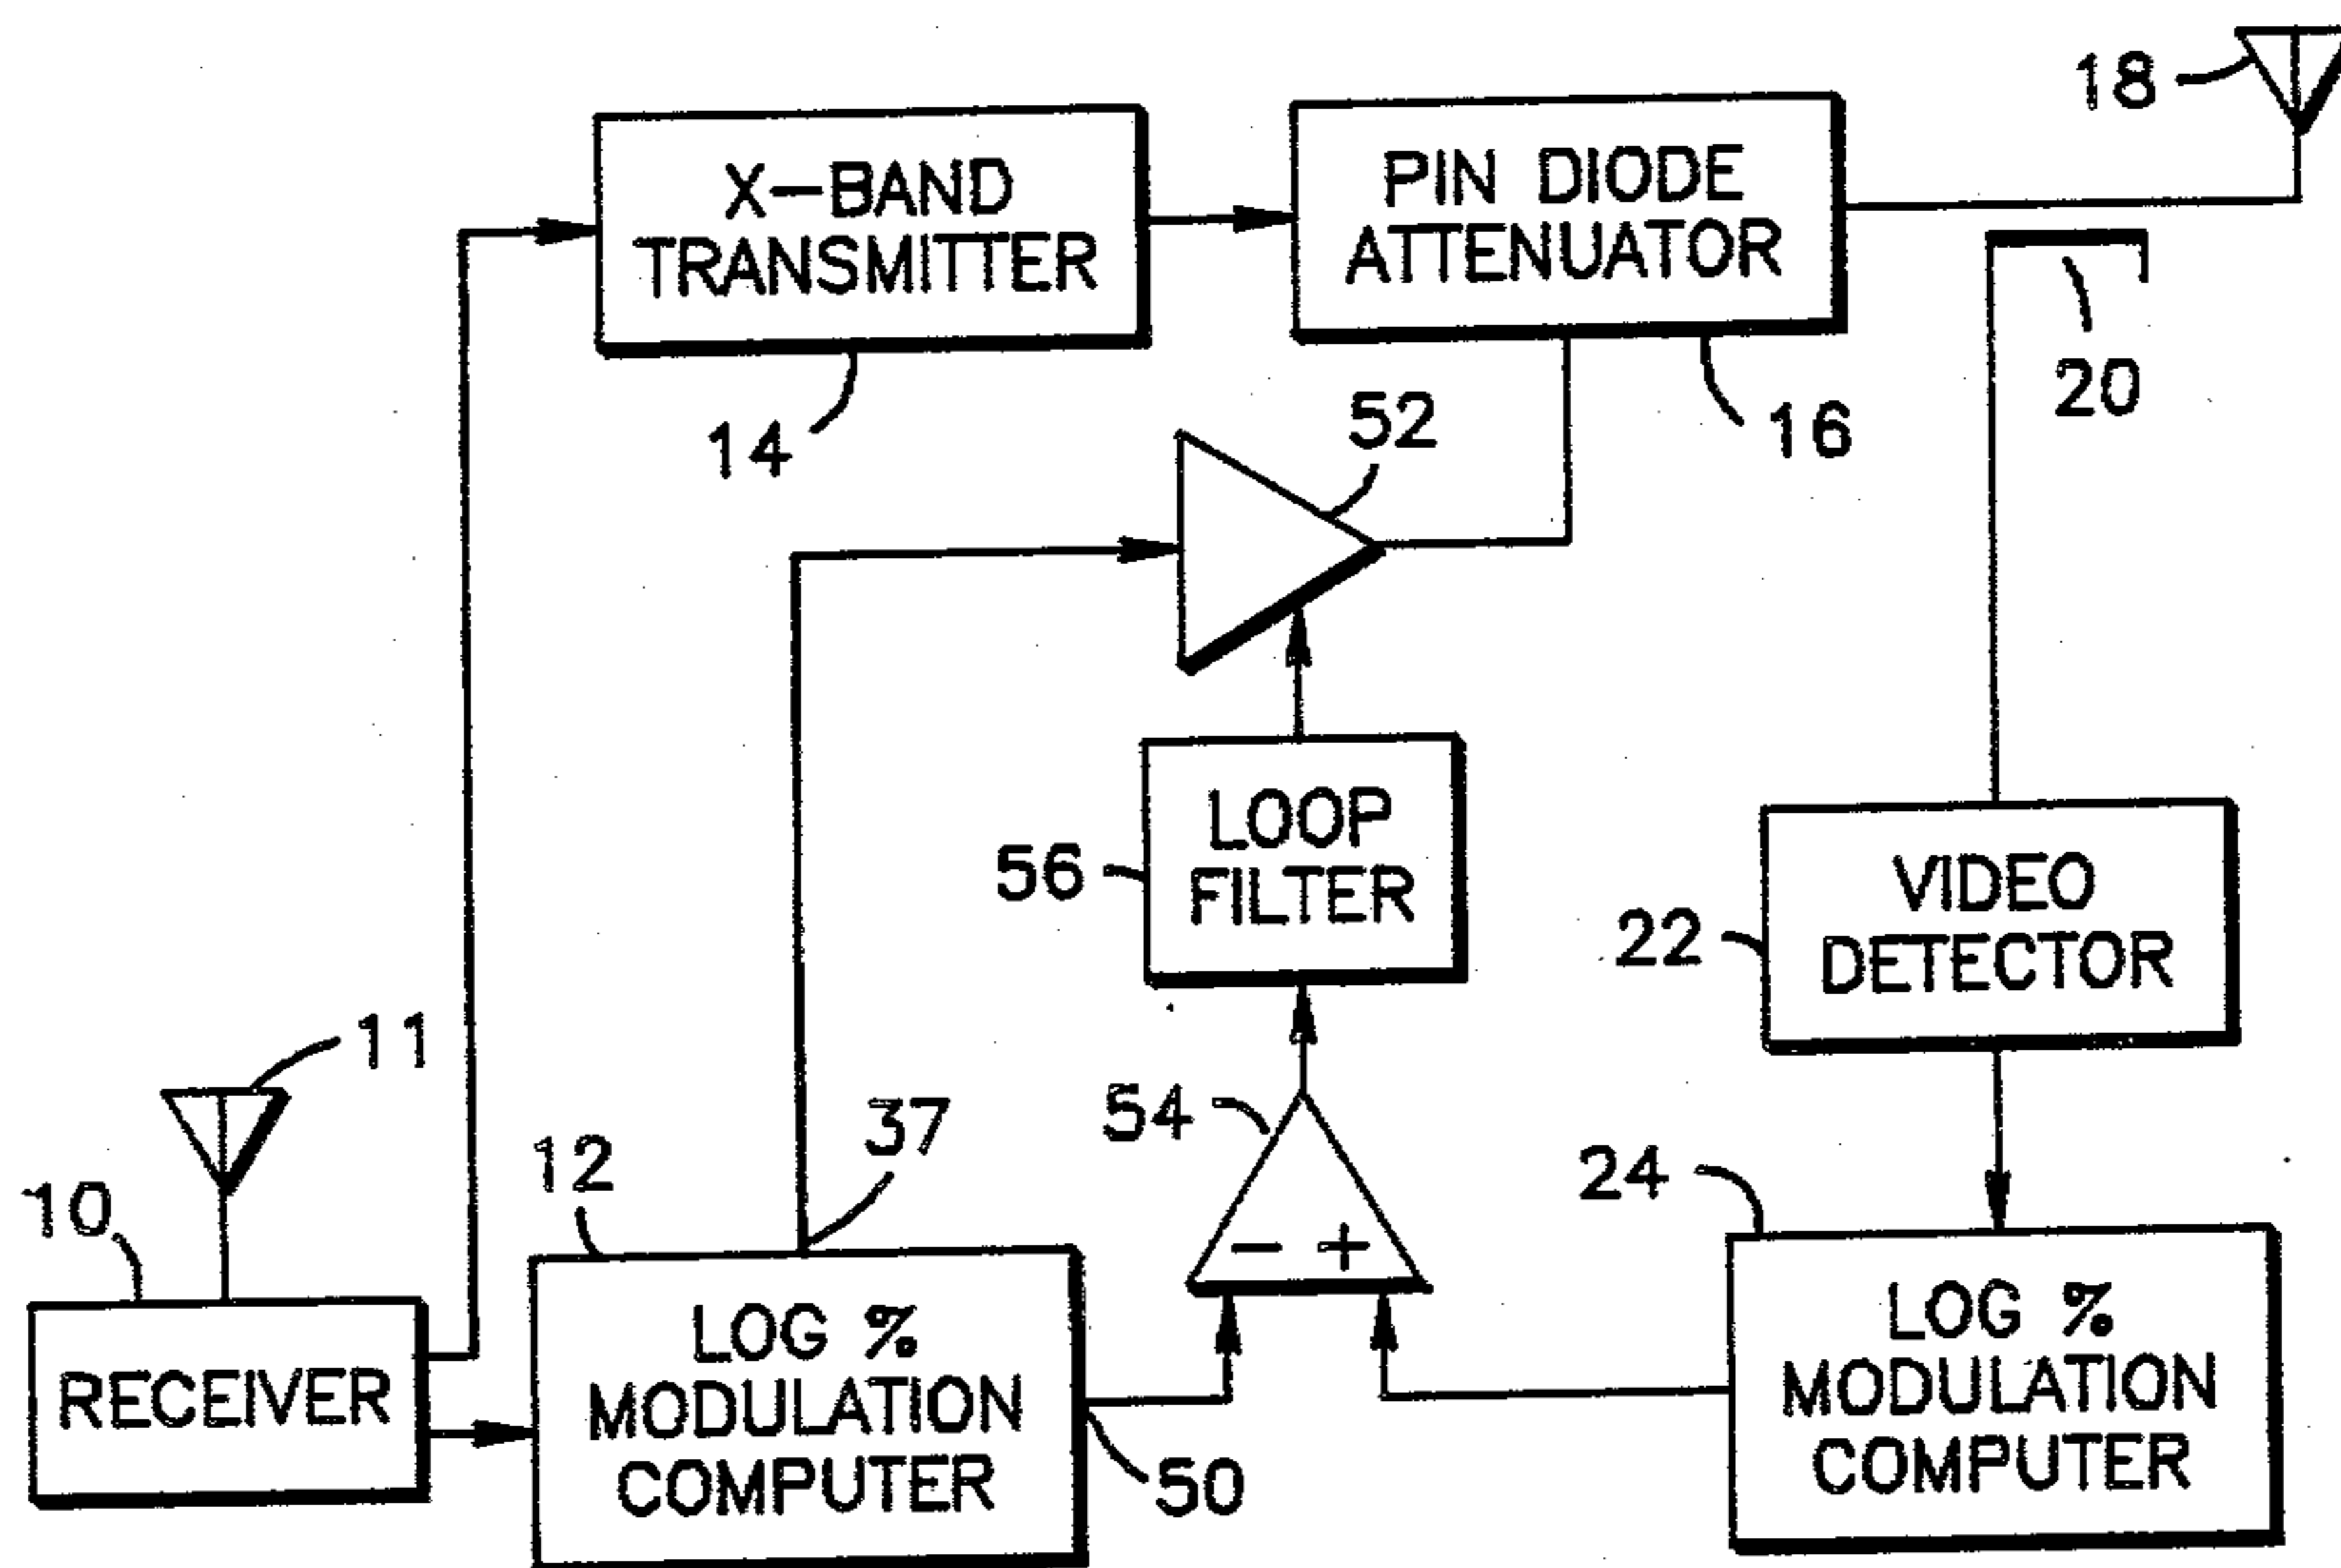 18
X-BAND
TRANSMITTER
PIN DIODE
ATTENUATOR
20
14
52
16
LOOP
FILTER
56
VIDEO
DETECTOR
22
11
37
54
12
24
10
- +
RECEIVER
LOG %
MODULATION
COMPUTER
50
LOG %
MODULATION
COMPUTER